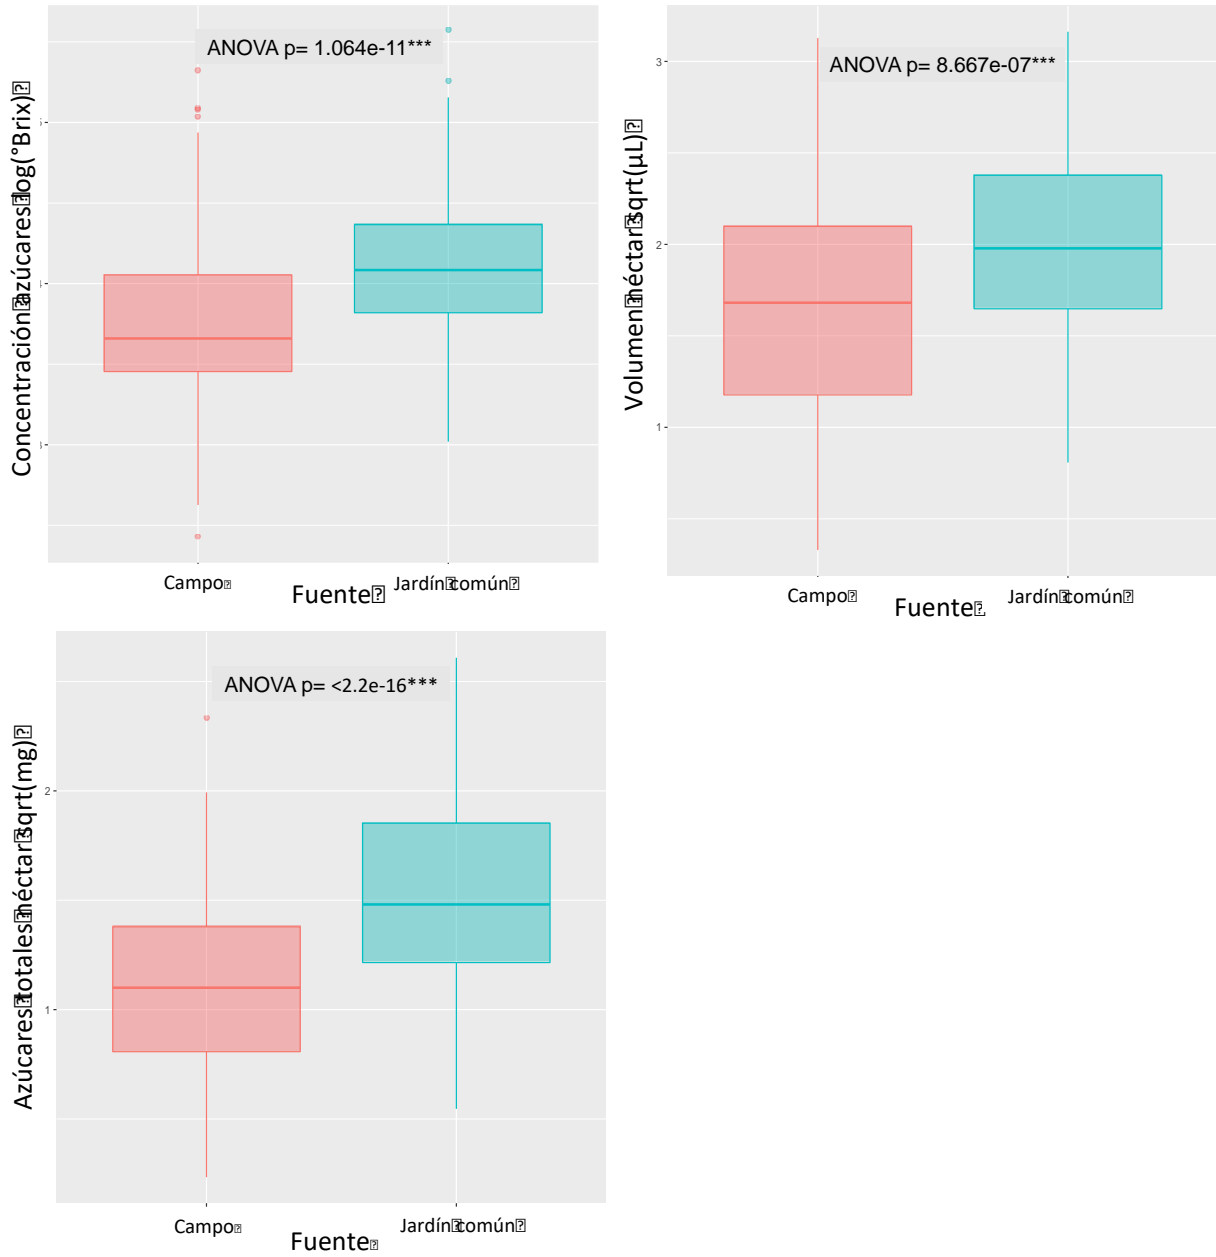 ANOVA p= 1.064e-11***
Concentración azúcares log(°Brix)
Campo
Jardín común
Fuente
ANOVA p= 8.667e-07***
Volumen néctar sqrt(µL)
3
2
1
Campo
Jardín común
Fuente
ANOVA p= <2.2e-16***
Azúcares totales néctar sqrt(mg)
2
1
Campo
Jardín común
Fuente